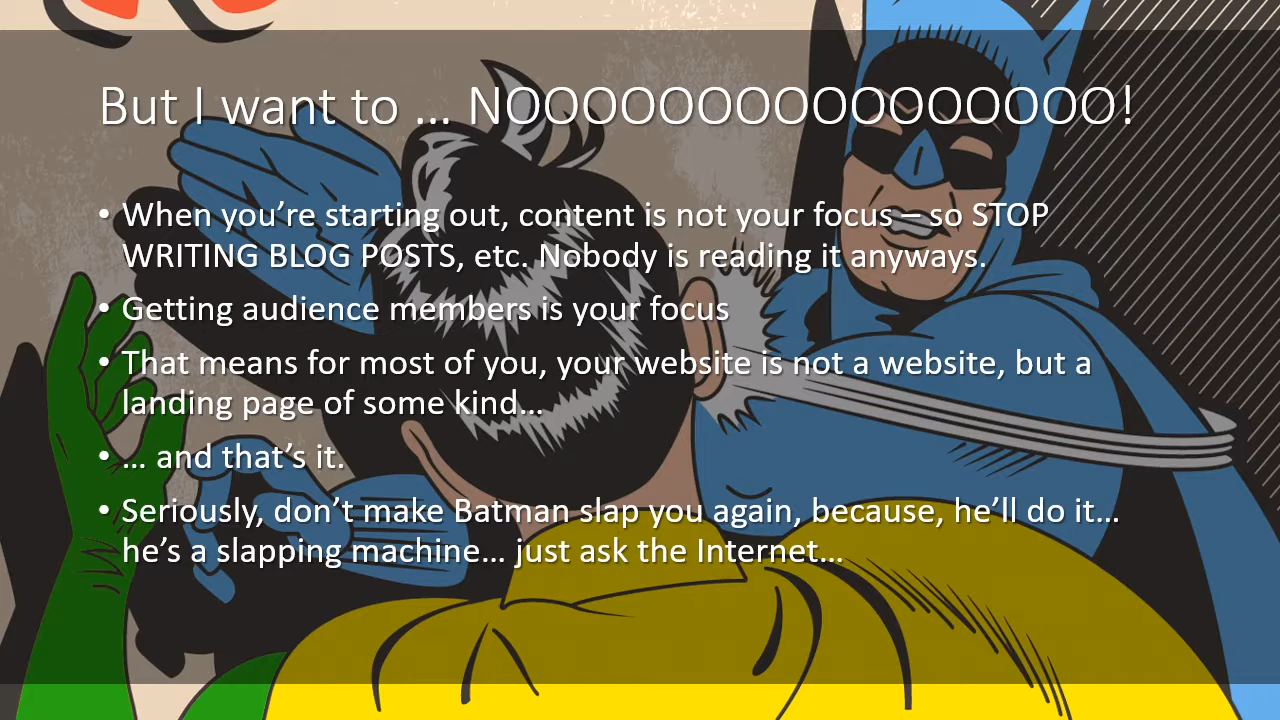 But I want to … NOOOOOOOOOOOOOOOO!
• When you’re starting out, content is not your focus – so STOP
WRITING BLOG POSTS, etc. Nobody is reading it anyways.
• Getting audience members is your focus
• That means for most of you, your website is not a website, but a
landing page of some kind…
• … and that’s it.
• Seriously, don’t make Batman slap you again, because, he’ll do it…
he’s a slapping machine… just ask the Internet…